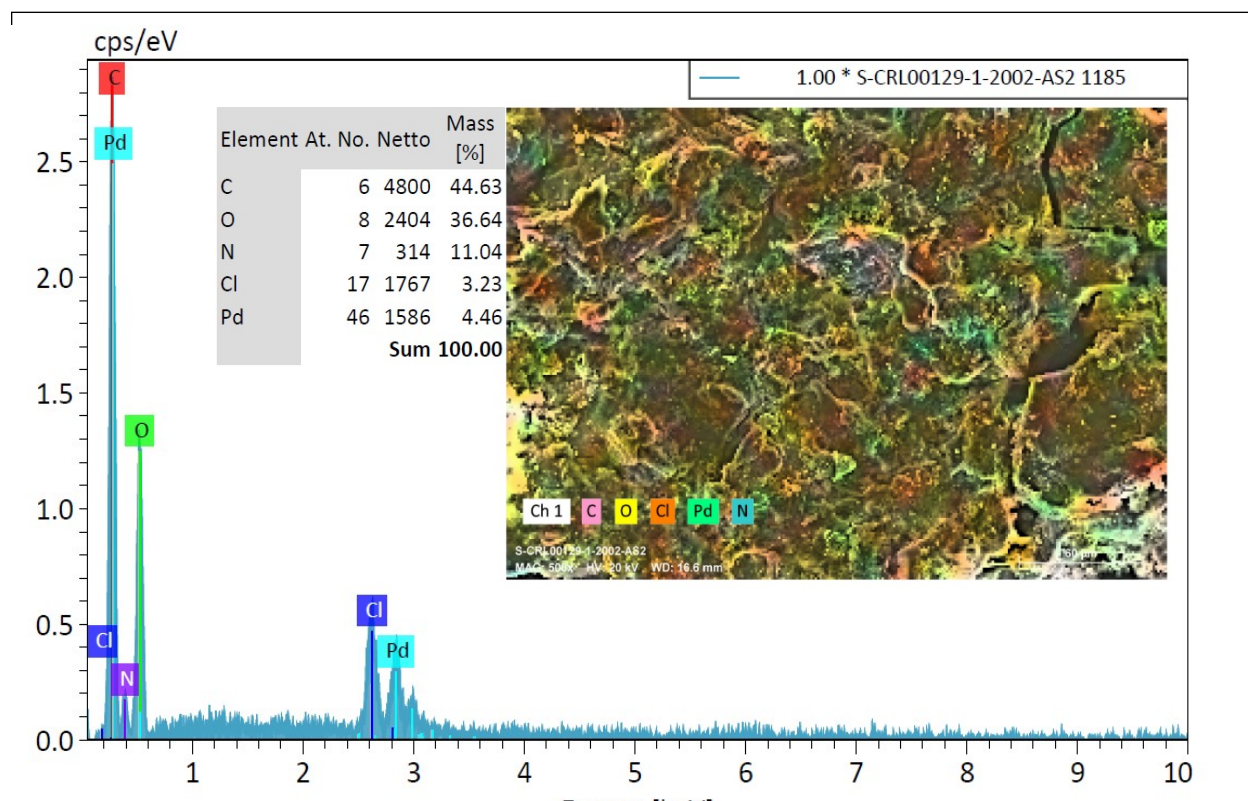 cps/eV
1.00 * S-CRL00129-1-2002-AS2 1185
C
Pd
2.5
2.0
1.5
1.0
0.5
0.0
Element At. No. Netto Mass [%]
C 6 4800 44.63
O 8 2404 36.64
N 7 314 11.04
Cl 17 1767 3.23
Pd 46 1586 4.46
Sum 100.00
O
Cl
N
Cl
Pd
Ch 1 C O Cl Pd N
S-CRL00129-1-2002-AS2
MAG: 500x HV: 20 kV WD: 16.6 mm
60 µm
1 2 3 4 5 6 7 8 9 10